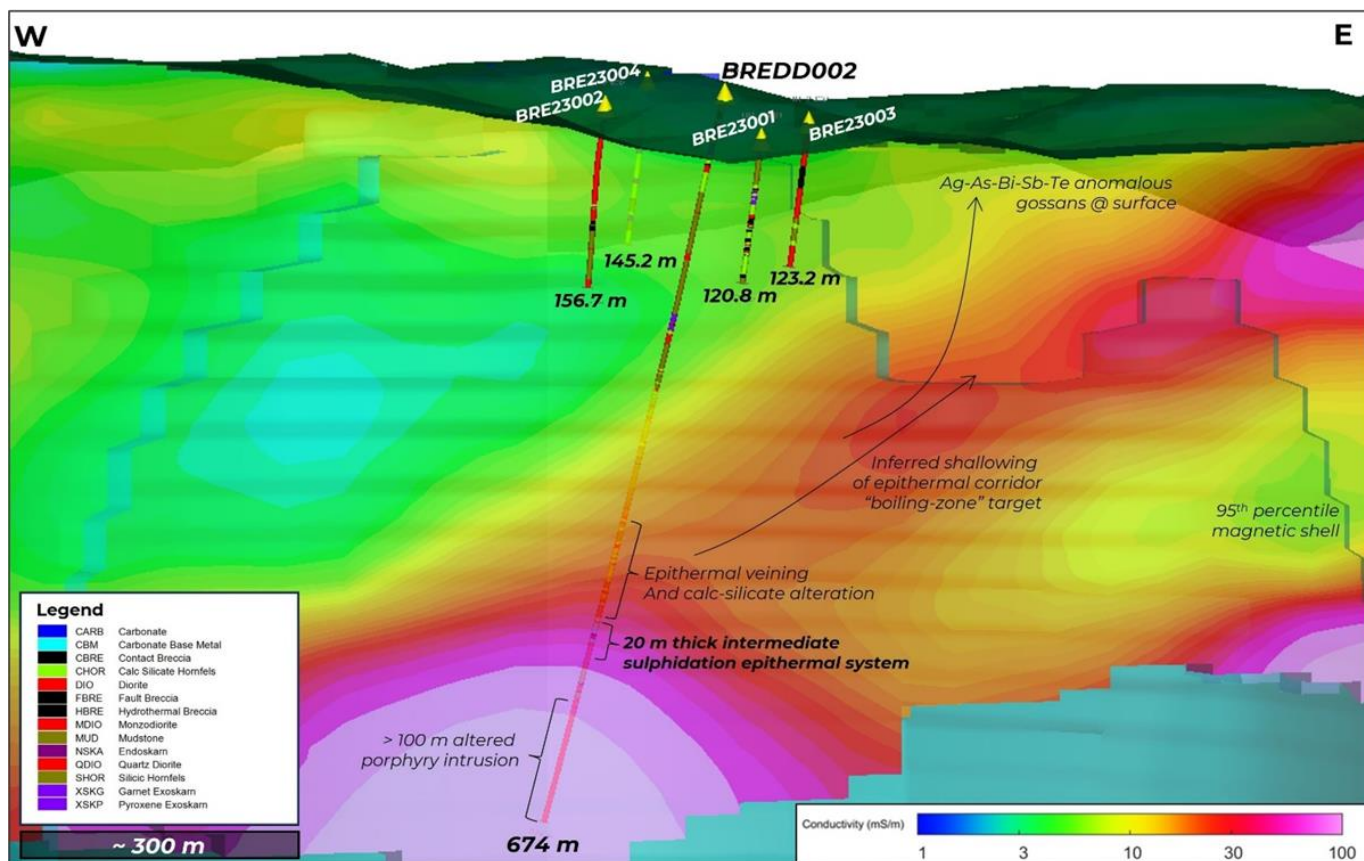 W
E
BRE23004
BREDD002
BRE23002
BRE23001
BRE23003
Ag-As-Bi-Sb-Te anomalous
gossans @ surface
145.2 m
156.7 m
120.8 m
123.2 m
Inferred shallowing
of epithermal corridor
“boiling-zone” target
95th percentile
magnetic shell
Epithermal veining
And calc-silicate alteration
20 m thick intermediate
sulphidation epithermal system
> 100 m altered
porphyry intrusion
674 m
Legend
CARB Carbonate
CBM Carbonate Base Metal
CBRE Contact Breccia
CHOR Calc Silicate Hornfels
DIO Diorite
FBRE Fault Breccia
HBRE Hydrothermal Breccia
MDIO Monzodiorite
MUD Mudstone
NSKA Endoskarn
QDIO Quartz Diorite
SHOR Silicic Hornfels
XSKG Garnet Exoskarn
XSKP Pyroxene Exoskarn
~ 300 m
Conductivity (mS/m)
1 3 10 30 100